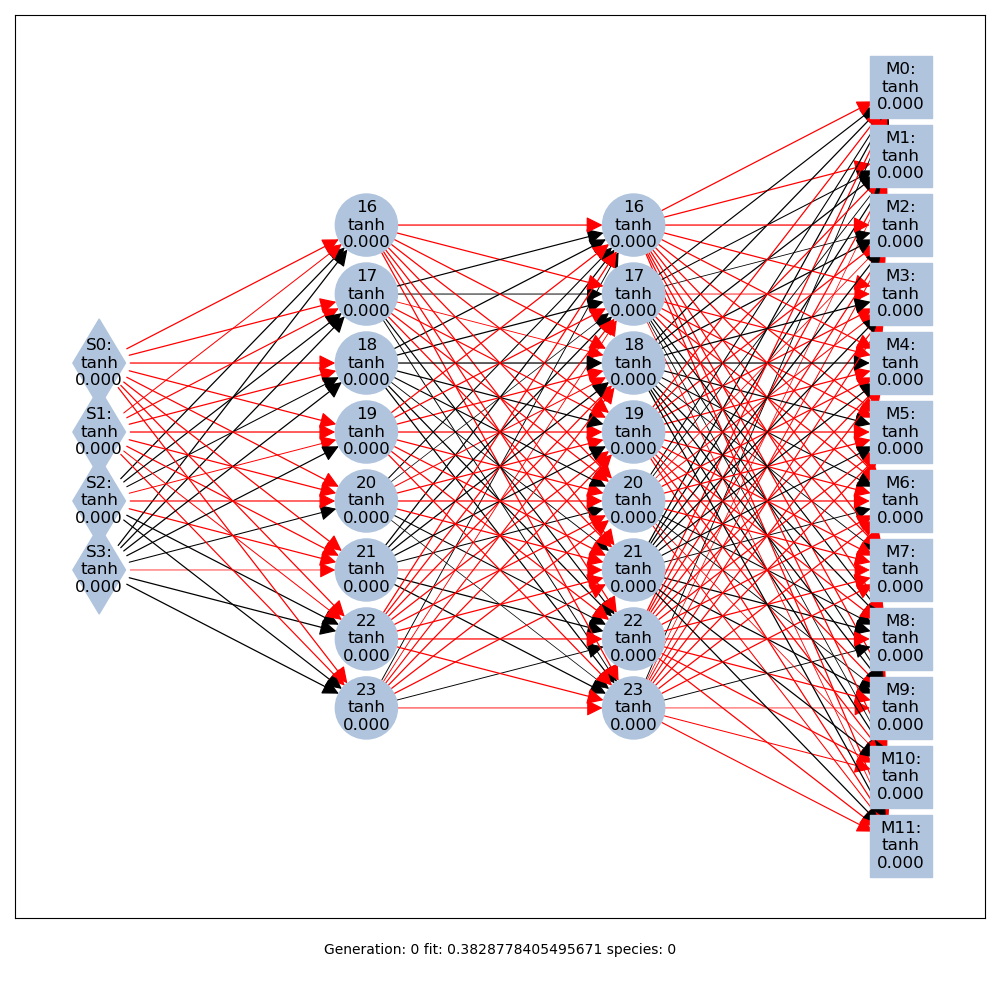 S0:
tanh
0.000
S1:
tanh
0.000
S2:
tanh
0.000
S3:
tanh
0.000
16
tanh
0.000
17
tanh
0.000
18
tanh
0.000
19
tanh
0.000
20
tanh
0.000
21
tanh
0.000
22
tanh
0.000
23
tanh
0.000
16
tanh
0.000
17
tanh
0.000
18
tanh
0.000
19
tanh
0.000
20
tanh
0.000
21
tanh
0.000
22
tanh
0.000
23
tanh
0.000
M0:
tanh
0.000
M1:
tanh
0.000
M2:
tanh
0.000
M3:
tanh
0.000
M4:
tanh
0.000
M5:
tanh
0.000
M6:
tanh
0.000
M7:
tanh
0.000
M8:
tanh
0.000
M9:
tanh
0.000
M10:
tanh
0.000
M11:
tanh
0.000
Generation: 0 fit: 0.3828778405495671 species: 0